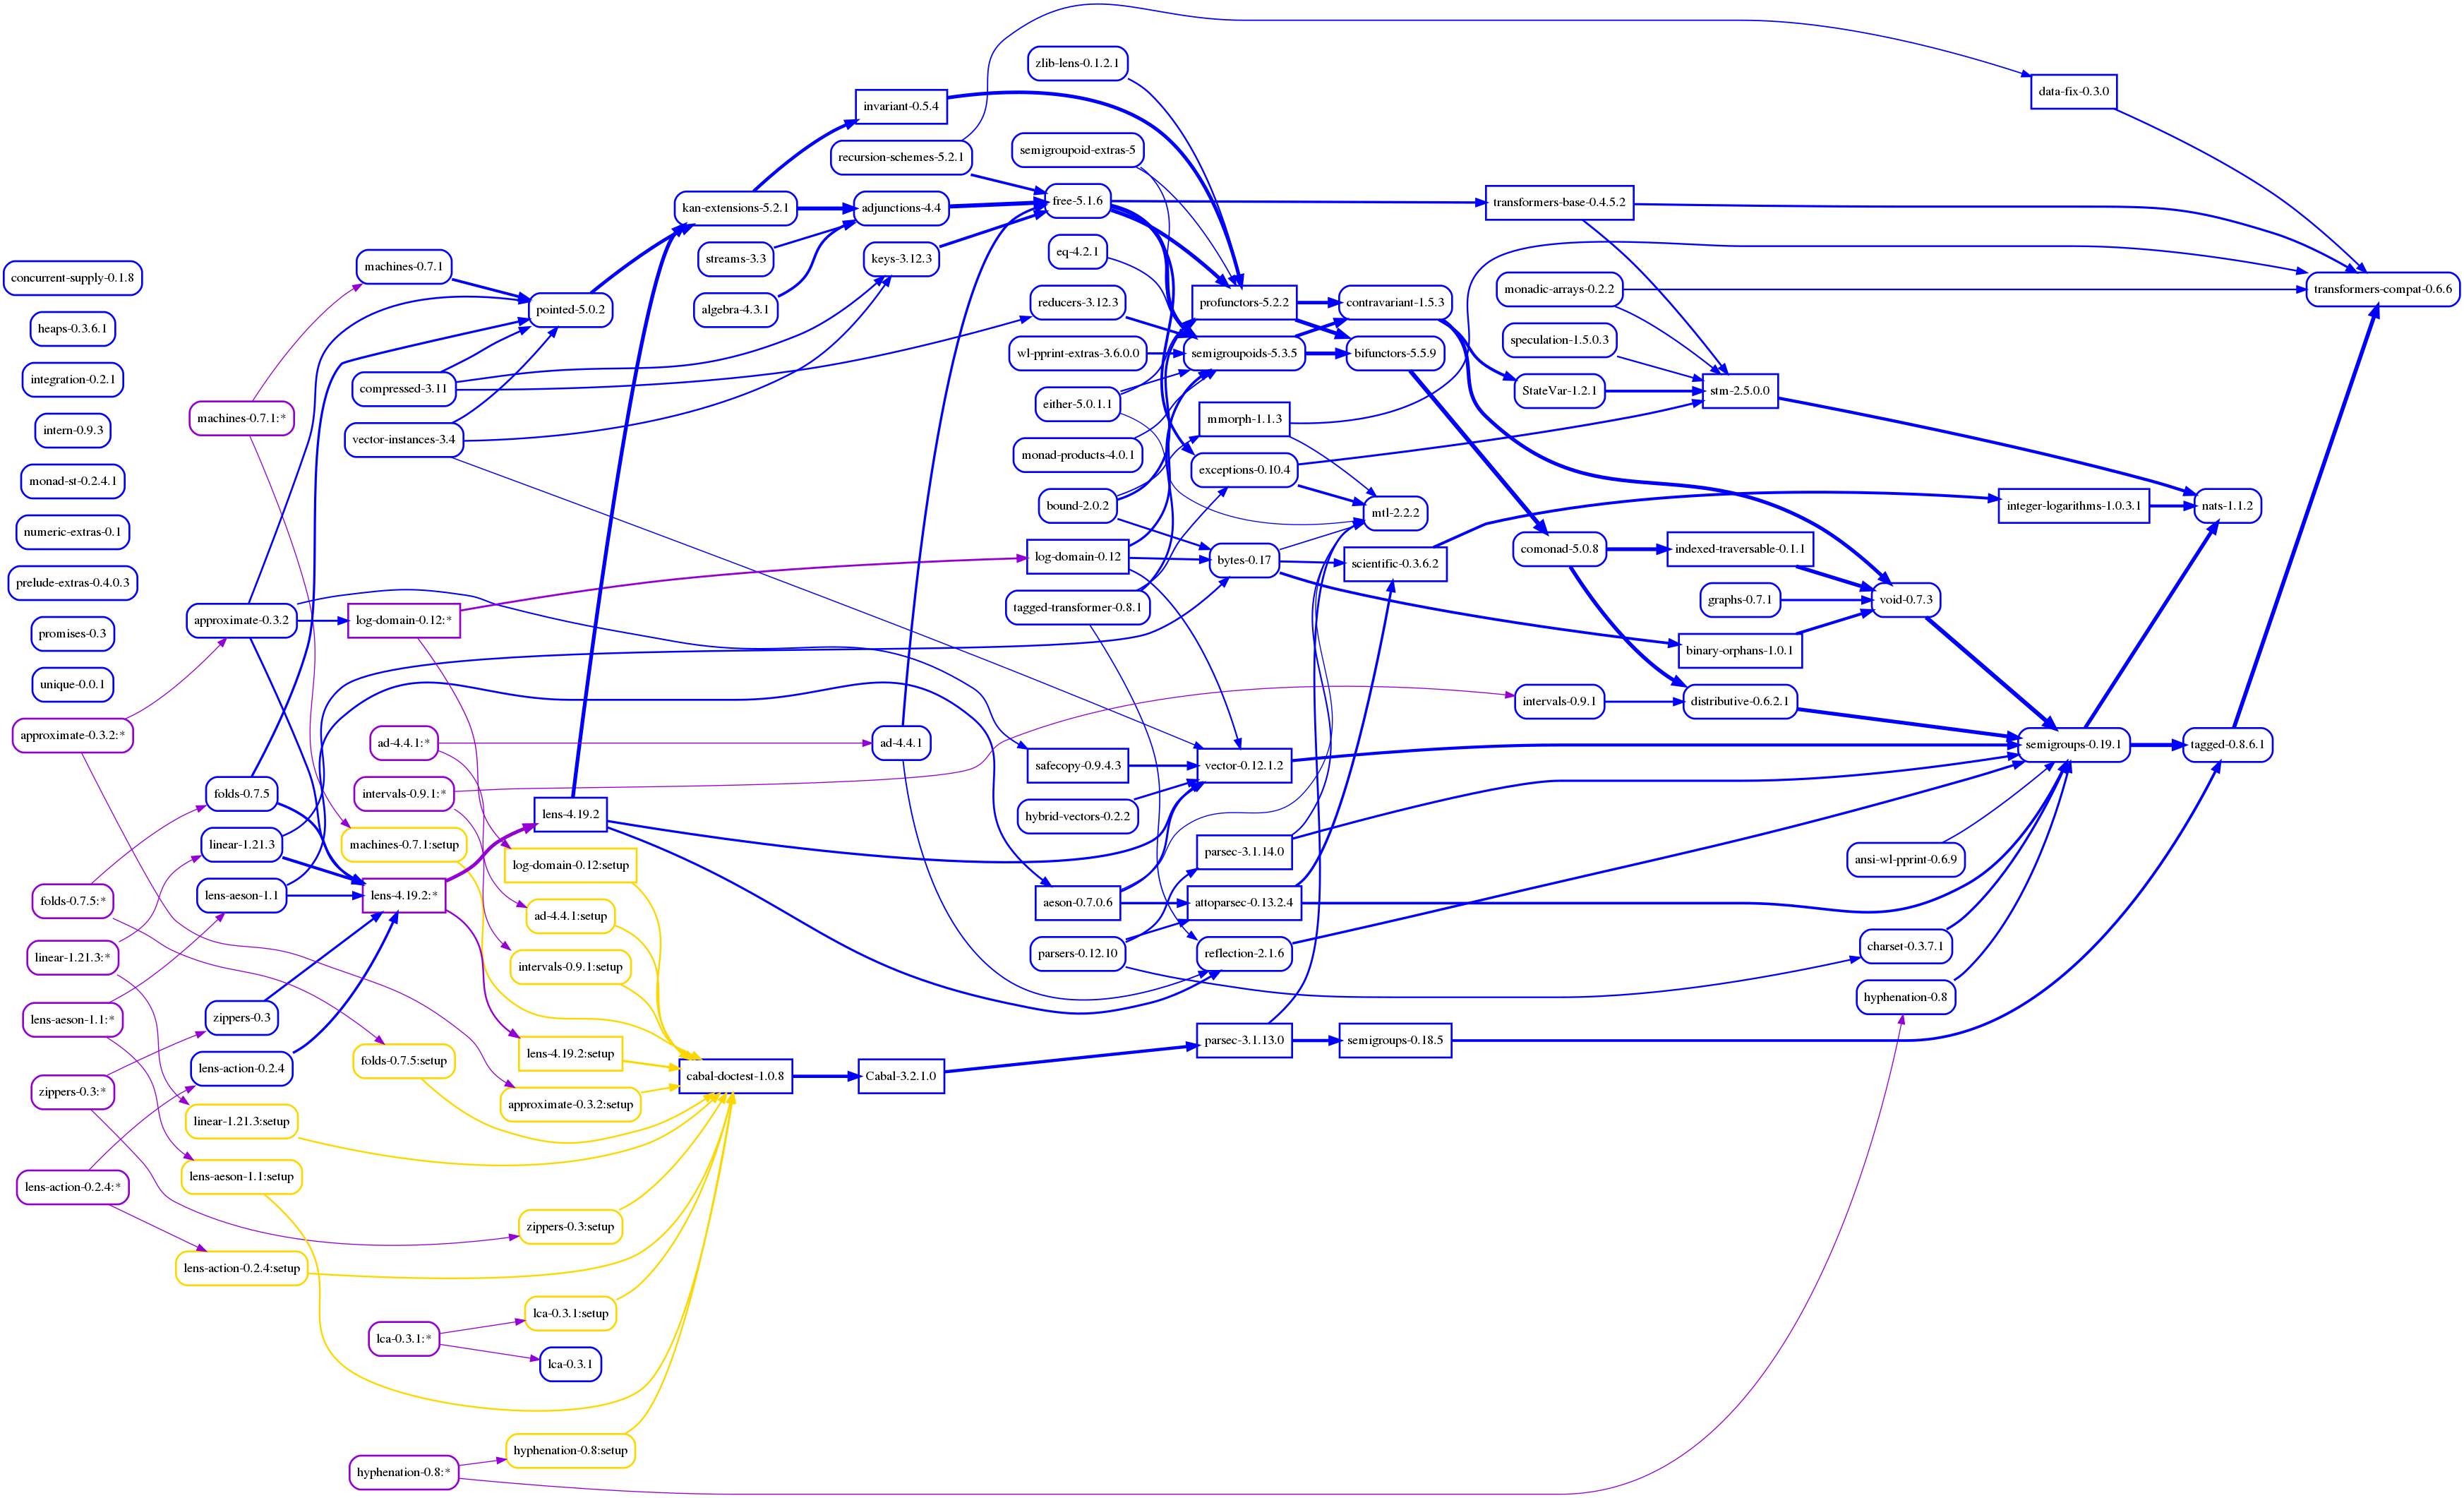 concurrent-supply-0.1.8
heaps-0.3.6.1
integration-0.2.1
intern-0.9.3
monad-st-0.2.4.1
numeric-extras-0.1
prelude-extras-0.4.0.3
promises-0.3
unique-0.0.1
approximate-0.3.2:*
folds-0.7.5:*
linear-1.21.3:*
lens-aeson-1.1:*
zippers-0.3:*
lens-action-0.2.4:*
machines-0.7.1:*
approximate-0.3.2
folds-0.7.5
linear-1.21.3
lens-aeson-1.1
zippers-0.3
lens-action-0.2.4
linear-1.21.3:setup
lens-aeson-1.1:setup
lens-action-0.2.4:setup
machines-0.7.1
compressed-3.11
vector-instances-3.4
log-domain-0.12:*
ad-4.4.1:*
intervals-0.9.1:*
machines-0.7.1:setup
lens-4.19.2:*
folds-0.7.5:setup
lca-0.3.1:*
hyphenation-0.8:*
pointed-5.0.2
lens-4.19.2
log-domain-0.12:setup
ad-4.4.1:setup
intervals-0.9.1:setup
lens-4.19.2:setup
approximate-0.3.2:setup
zippers-0.3:setup
lca-0.3.1:setup
lca-0.3.1
hyphenation-0.8:setup
kan-extensions-5.2.1
streams-3.3
algebra-4.3.1
cabal-doctest-1.0.8
invariant-0.5.4
recursion-schemes-5.2.1
adjunctions-4.4
keys-3.12.3
ad-4.4.1
Cabal-3.2.1.0
zlib-lens-0.1.2.1
semigroupoid-extras-5
free-5.1.6
eq-4.2.1
reducers-3.12.3
wl-pprint-extras-3.6.0.0
either-5.0.1.1
monad-products-4.0.1
bound-2.0.2
log-domain-0.12
tagged-transformer-0.8.1
safecopy-0.9.4.3
hybrid-vectors-0.2.2
aeson-0.7.0.6
parsers-0.12.10
profunctors-5.2.2
semigroupoids-5.3.5
mmorph-1.1.3
exceptions-0.10.4
bytes-0.17
vector-0.12.1.2
parsec-3.1.14.0
attoparsec-0.13.2.4
reflection-2.1.6
parsec-3.1.13.0
contravariant-1.5.3
bifunctors-5.5.9
mtl-2.2.2
scientific-0.3.6.2
semigroups-0.18.5
transformers-base-0.4.5.2
monadic-arrays-0.2.2
speculation-1.5.0.3
StateVar-1.2.1
comonad-5.0.8
intervals-0.9.1
stm-2.5.0.0
indexed-traversable-0.1.1
graphs-0.7.1
binary-orphans-1.0.1
distributive-0.6.2.1
void-0.7.3
ansi-wl-pprint-0.6.9
charset-0.3.7.1
hyphenation-0.8
data-fix-0.3.0
integer-logarithms-1.0.3.1
semigroups-0.19.1
transformers-compat-0.6.6
nats-1.1.2
tagged-0.8.6.1